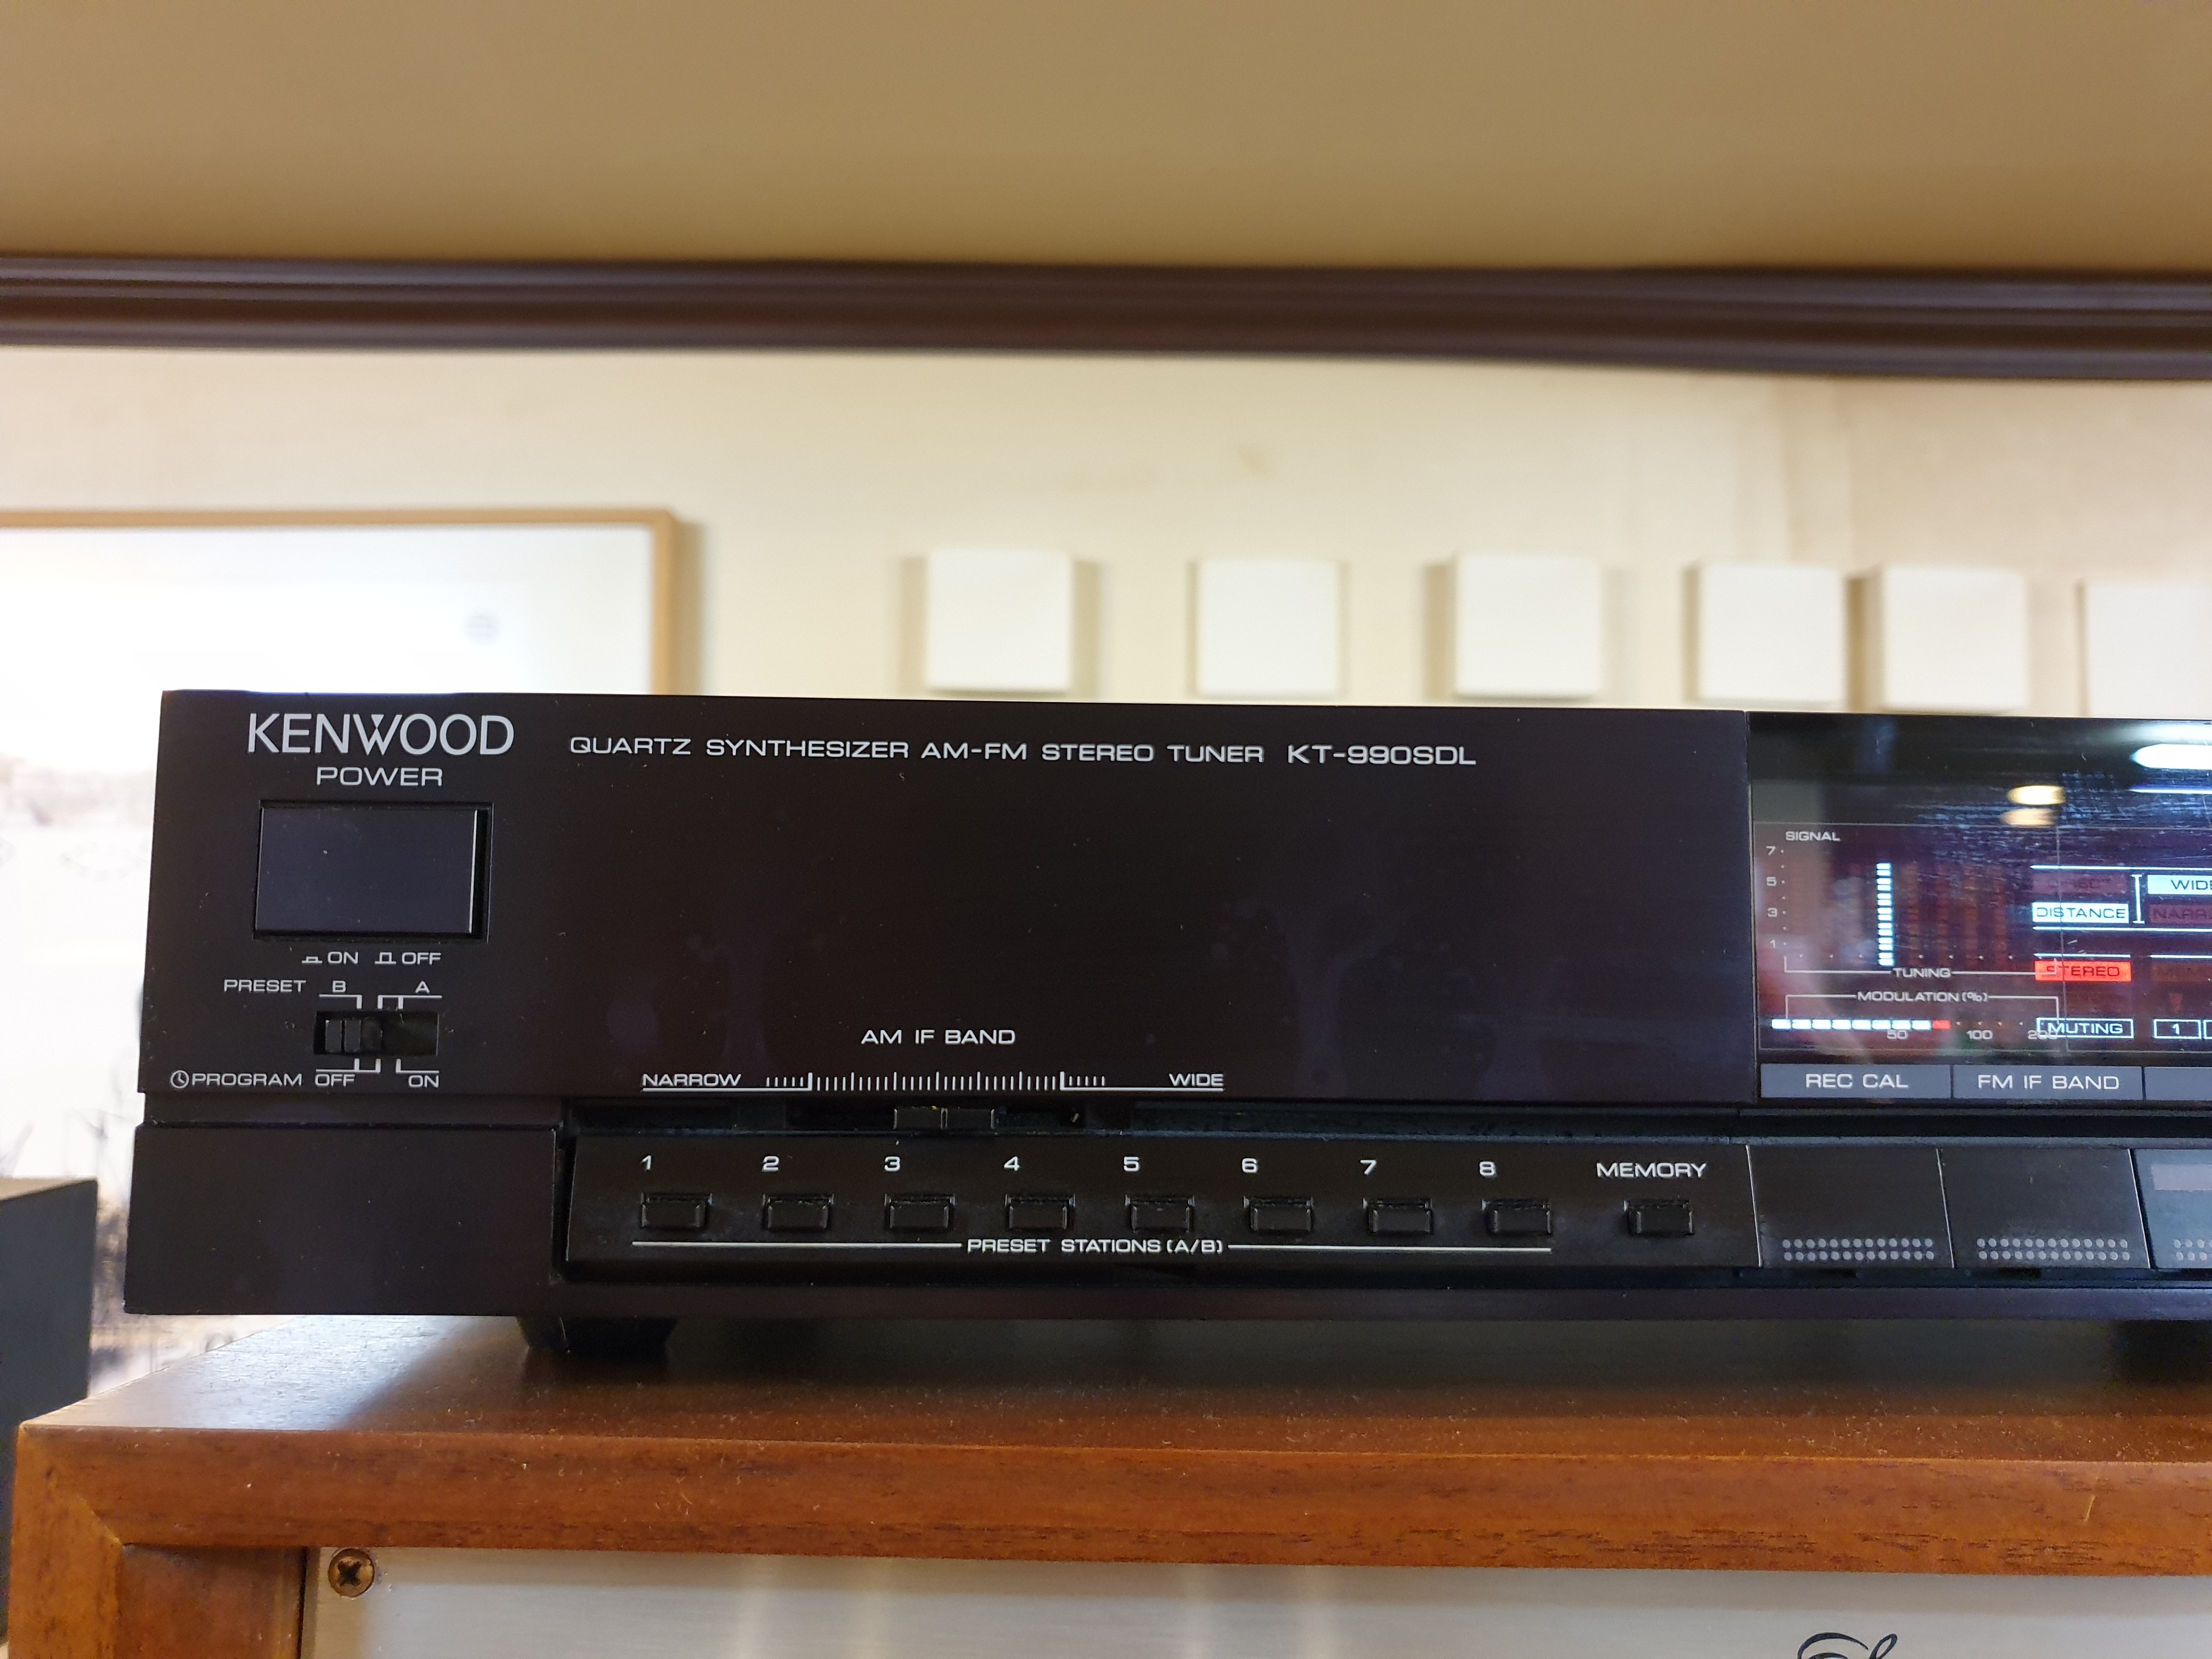 KENWOOD
QUARTZ SYNTHESIZER AM-FM STEREO TUNER KT-990SDL
POWER
ON OFF
PRESET B A
PROGRAM OFF ON
AM IF BAND
NARROW WIDE
SIGNAL
7
5
3
1
TUNING
MODULATION (%)
50 100 200
DISTANCE
STEREO
MUTING
1
REC CAL
FM IF BAND
1 2 3 4 5 6 7 8 MEMORY
PRESET STATIONS (A/B)